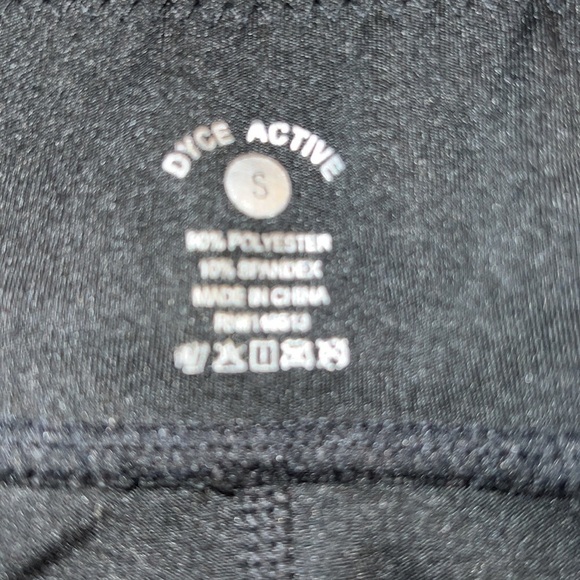 DYCE ACTIVE
S
90% POLYESTER
10% SPANDEX
MADE IN CHINA